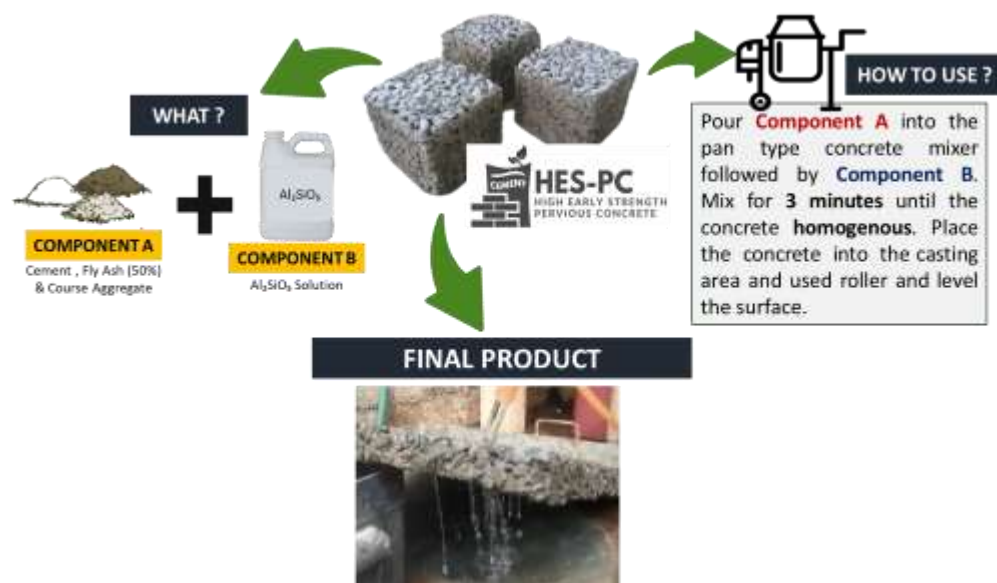 WHAT ?
Al₂SiO₅
COMPONENT A
Cement , Fly Ash (50%)
& Course Aggregate
COMPONENT B
Al₂SiO₅ Solution
CEMENT
HES-PC
HIGH EARLY STRENGTH
PERVIOUS CONCRETE
HOW TO USE ?
Pour Component A into the
pan type concrete mixer
followed by Component B.
Mix for 3 minutes until the
concrete homogenous. Place
the concrete into the casting
area and used roller and level
the surface.
FINAL PRODUCT